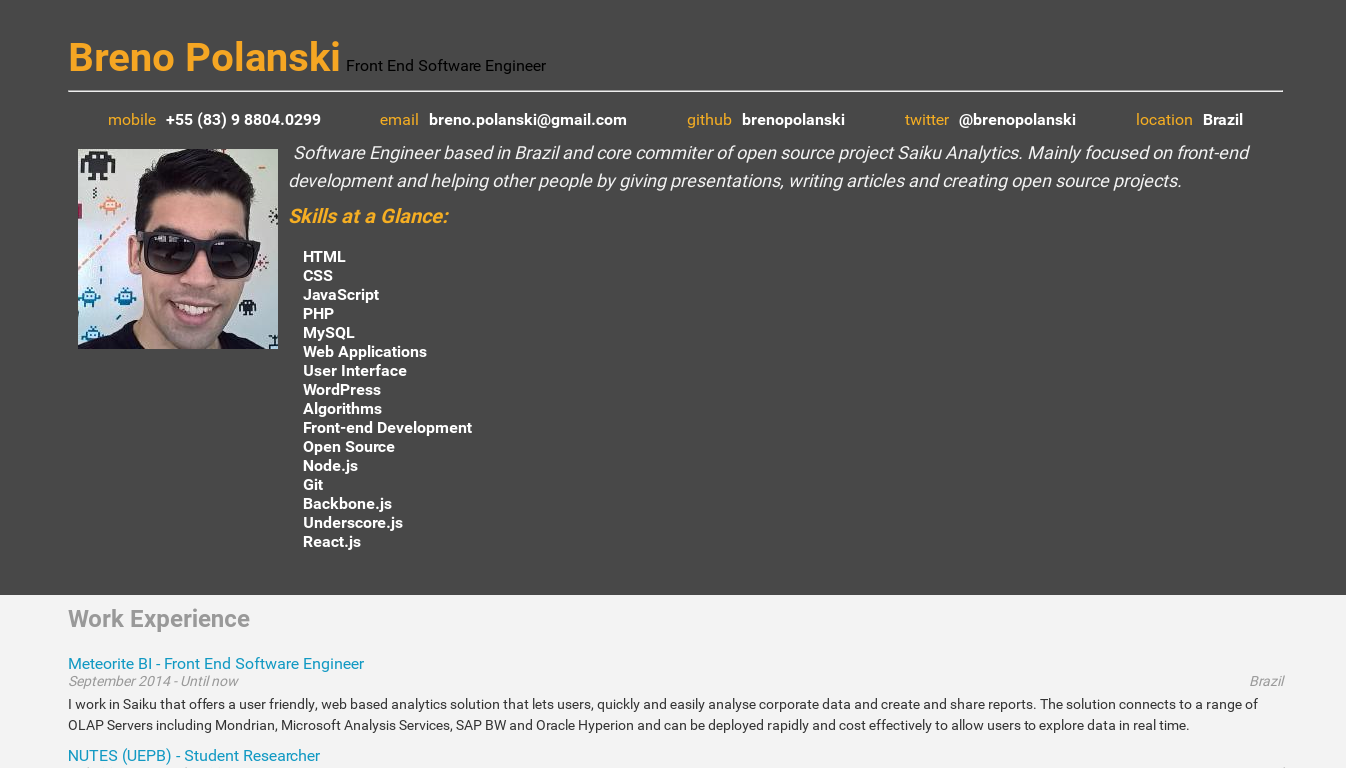 Breno Polanski Front End Software Engineer
mobile +55 (83) 9 8804.0299 email breno.polanski@gmail.com github brenopolanski twitter @brenopolanski location Brazil
Software Engineer based in Brazil and core commiter of open source project Saiku Analytics. Mainly focused on front-end
development and helping other people by giving presentations, writing articles and creating open source projects.
Skills at a Glance:
HTML
CSS
JavaScript
PHP
MySQL
Web Applications
User Interface
WordPress
Algorithms
Front-end Development
Open Source
Node.js
Git
Backbone.js
Underscore.js
React.js
Work Experience
Meteorite BI - Front End Software Engineer
September 2014 - Until now Brazil
I work in Saiku that offers a user friendly, web based analytics solution that lets users, quickly and easily analyse corporate data and create and share reports. The solution connects to a range of
OLAP Servers including Mondrian, Microsoft Analysis Services, SAP BW and Oracle Hyperion and can be deployed rapidly and cost effectively to allow users to explore data in real time.
NUTES (UEPB) - Student Researcher